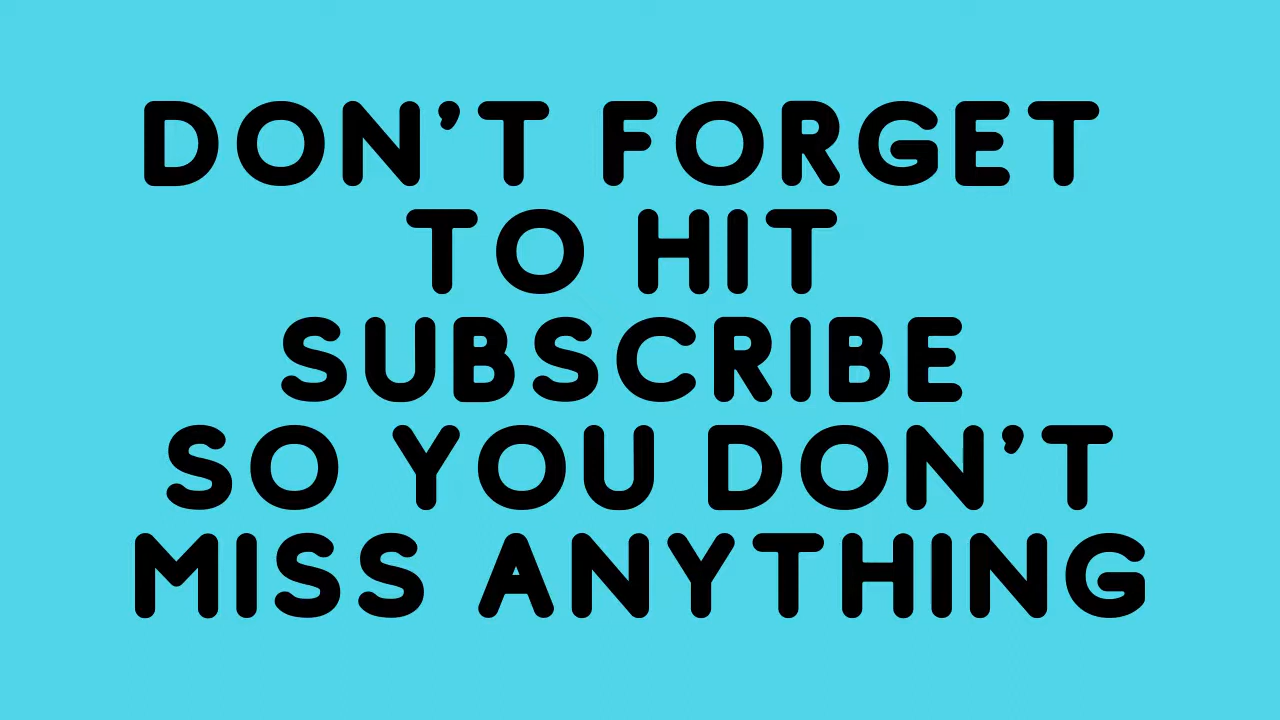 DON’T FORGET
TO HIT
SUBSCRIBE
SO YOU DON’T
MISS ANYTHING